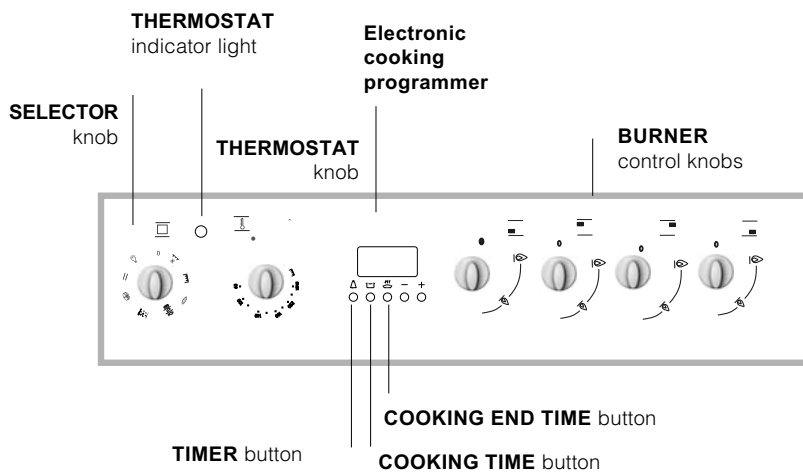 THERMOSTAT
indicator light
Electronic
cooking
programmer
SELECTOR
knob
THERMOSTAT
knob
BURNER
control knobs
− +
COOKING END TIME button
TIMER button
COOKING TIME button